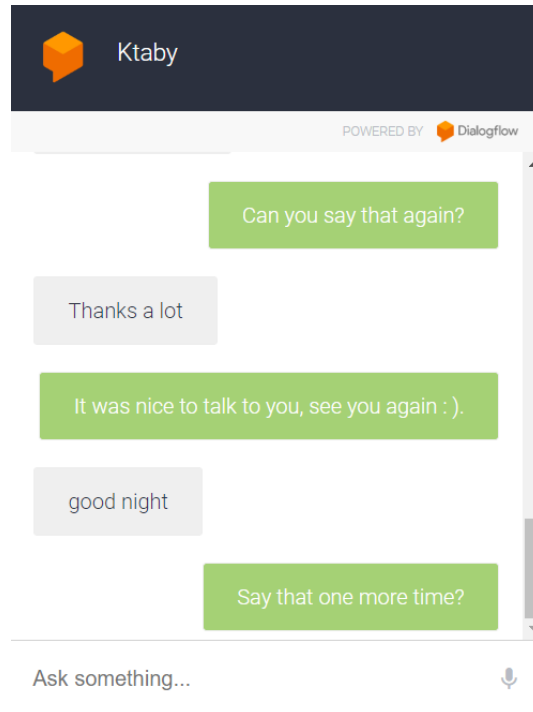 Ktaby
POWERED BY Dialogflow
Can you say that again?
Thanks a lot
It was nice to talk to you, see you again : ).
good night
Say that one more time?
Ask something...